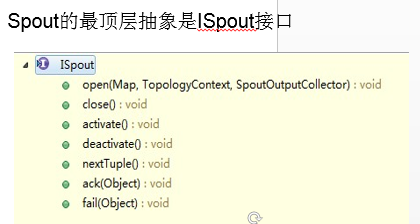 Spout的最顶层抽象是ISpout接口
ISpout
open(Map, TopologyContext, SpoutOutputCollector) : void
close() : void
activate() : void
deactivate() : void
nextTuple() : void
ack(Object) : void
fail(Object) : void